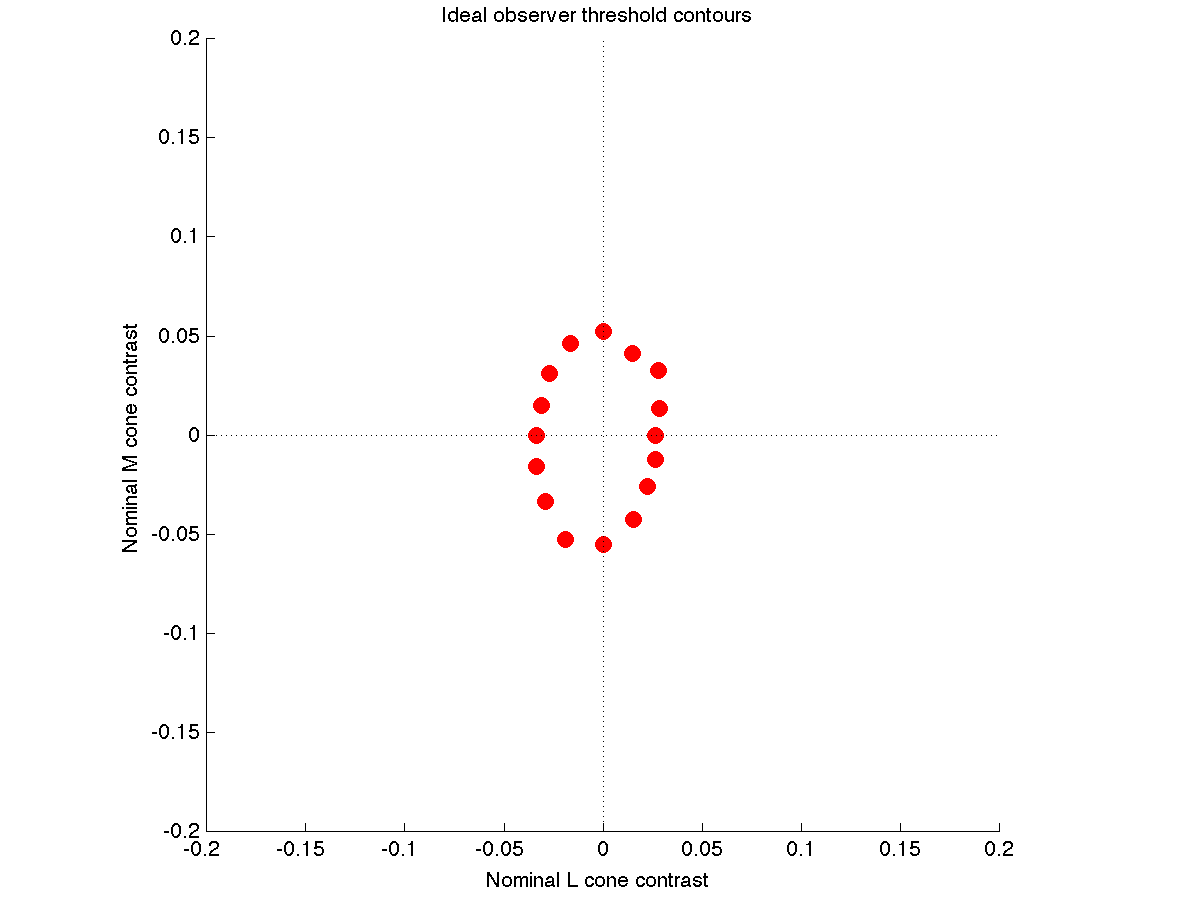 Ideal observer threshold contours
0.2
0.15
0.1
0.05
0
-0.05
-0.1
-0.15
-0.2
Nominal M cone contrast
-0.2 -0.15 -0.1 -0.05 0 0.05 0.1 0.15 0.2
Nominal L cone contrast